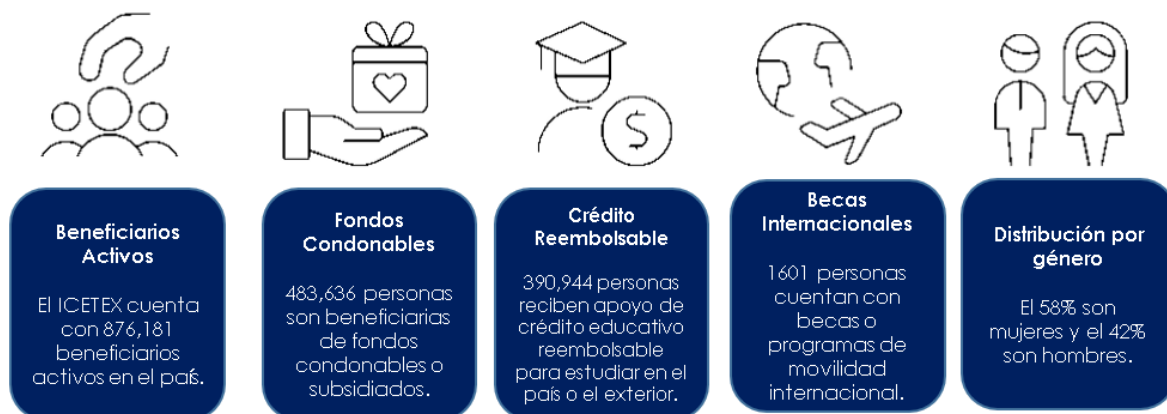 $
Beneficiarios
Activos
El ICETEX cuenta
con 876,181
beneficiarios
activos en el país.
Fondos
Condonables
483,636 personas
son beneficiarias
de fondos
condonables o
subsidiados.
Crédito
Reembolsable
390,944 personas
reciben apoyo de
crédito educativo
reembolsable
para estudiar en el
país o el exterior.
Becas
Internacionales
1601 personas
cuentan con
becas o
programas de
movilidad
internacional.
Distribución por
género
El 58% son
mujeres y el 42%
son hombres.